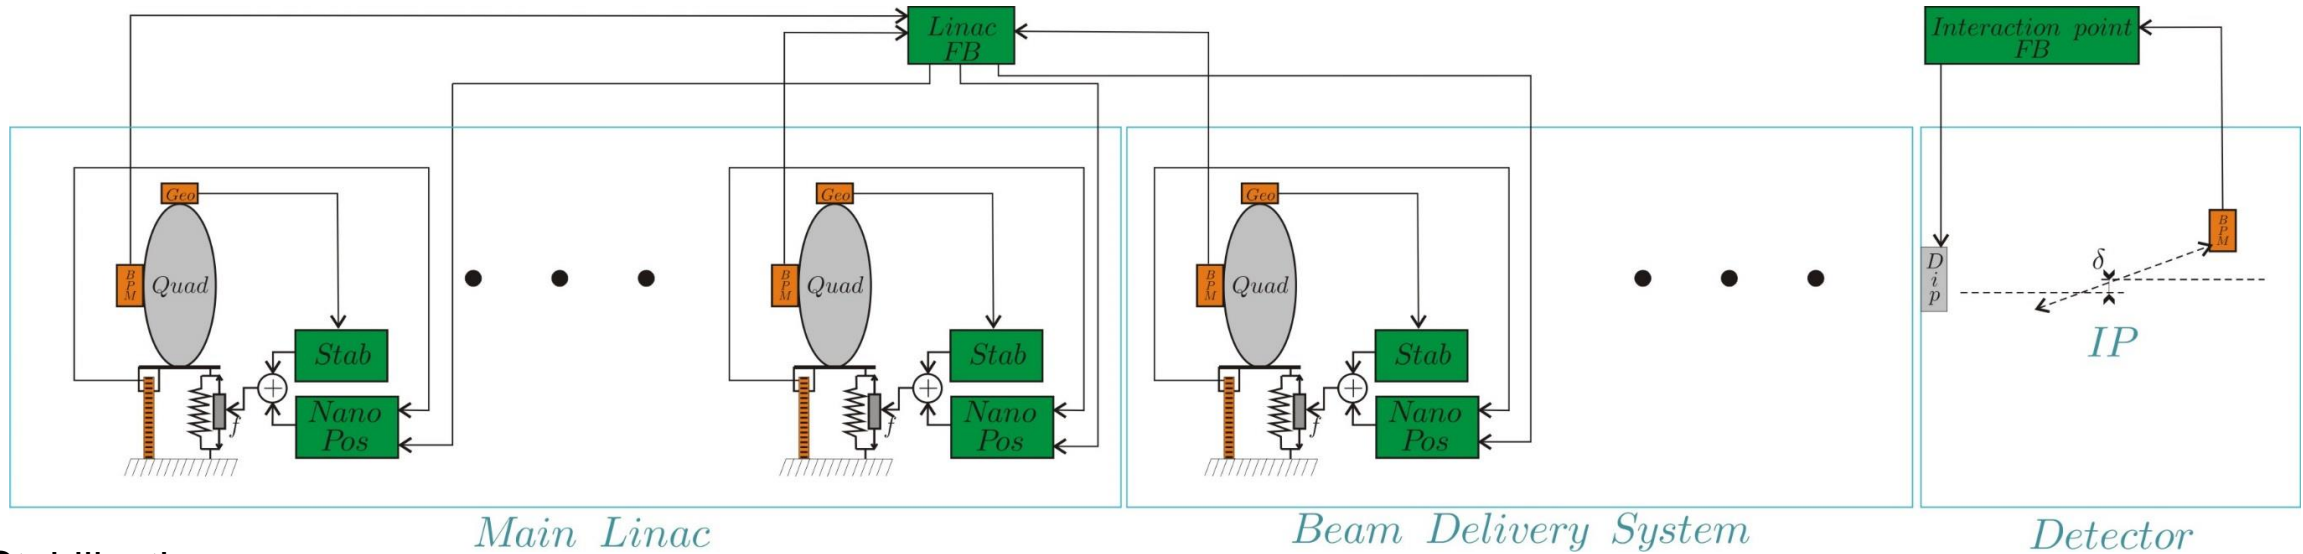 Linac
FB
Interaction point
FB
Geo
B
P
M
Quad
Stab
+
Nano
Pos
f
Geo
B
P
M
Quad
Stab
+
Nano
Pos
f
Geo
B
P
M
Quad
Stab
+
Nano
Pos
f
D
i
p
B
P
M
δ
IP
Main Linac
Beam Delivery System
Detector